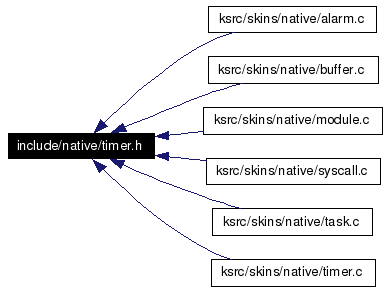 ksrc/skins/native/alarm.c
ksrc/skins/native/buffer.c
ksrc/skins/native/module.c
include/native/timer.h
ksrc/skins/native/syscall.c
ksrc/skins/native/task.c
ksrc/skins/native/timer.c